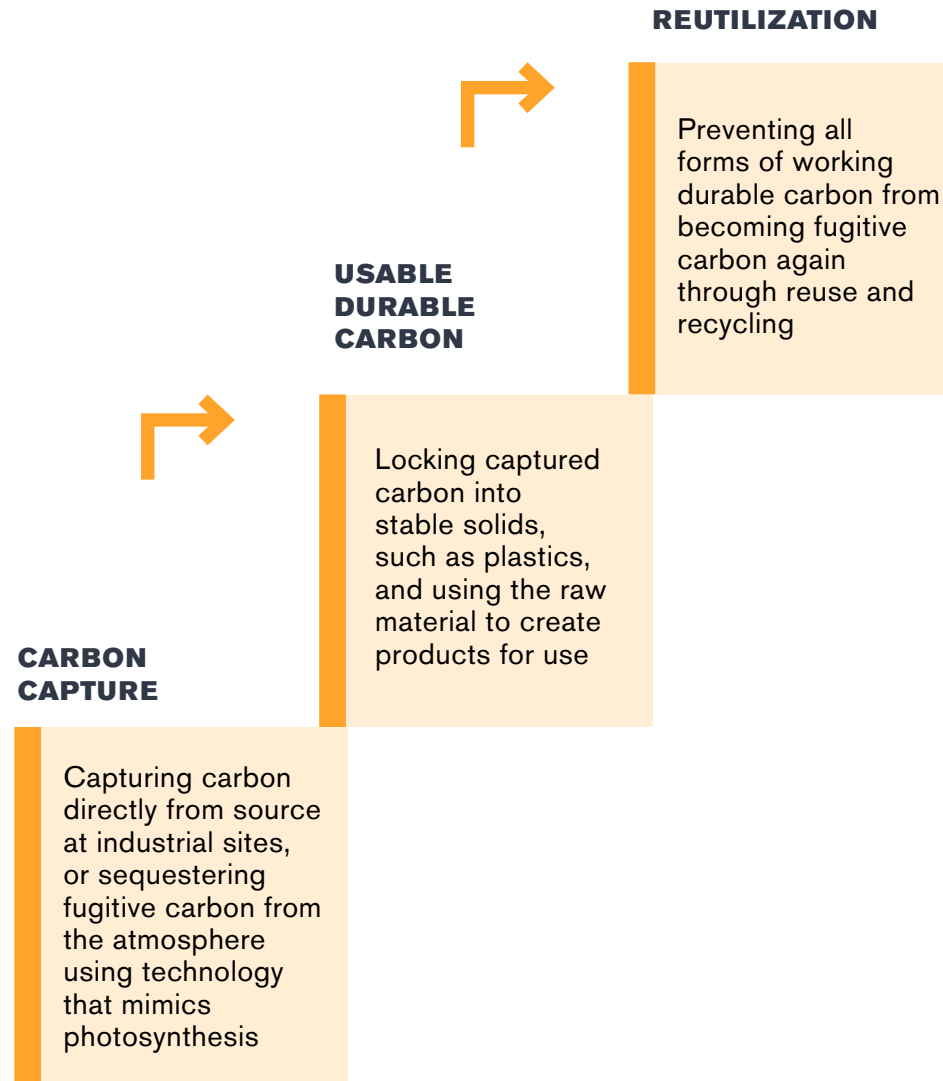 CARBON
CAPTURE
Capturing carbon
directly from source
at industrial sites,
or sequestering
fugitive carbon from
the atmosphere
using technology
that mimics
photosynthesis
USABLE
DURABLE
CARBON
Locking captured
carbon into
stable solids,
such as plastics,
and using the raw
material to create
products for use
REUTILIZATION
Preventing all
forms of working
durable carbon from
becoming fugitive
carbon again
through reuse and
recycling